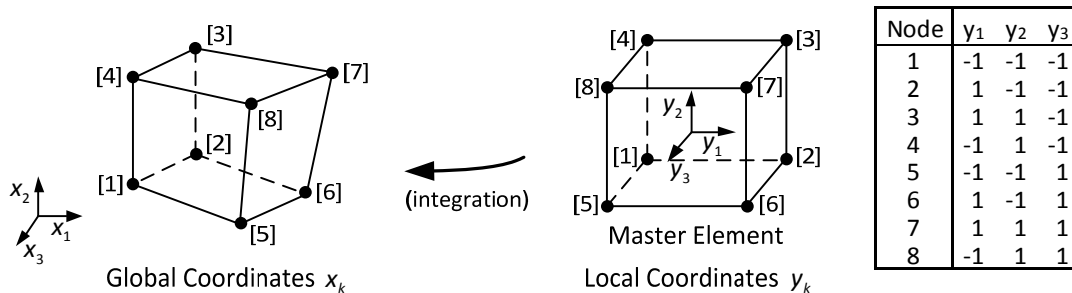 [3]
[4]
[7]
[8]
[2]
[1]
[6]
[5]
x₂
x₁
x₃
Global Coordinates xₖ
(integration)
[4]
[3]
[8]
[7]
y₂
y₁
[1]
[2]
y₃
[5]
[6]
Master Element
Local Coordinates yₖ
Node y₁ y₂ y₃
1 -1 -1 -1
2 1 -1 -1
3 1 1 -1
4 -1 1 -1
5 -1 -1 1
6 1 -1 1
7 1 1 1
8 -1 1 1